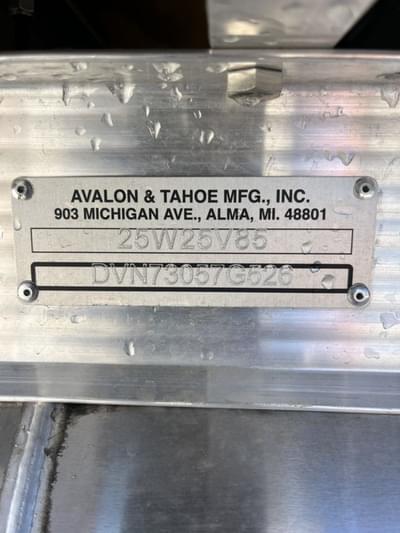 AVALON & TAHOE MFG., INC.
903 MICHIGAN AVE., ALMA, MI. 48801
25W25V85
DVN73057G526